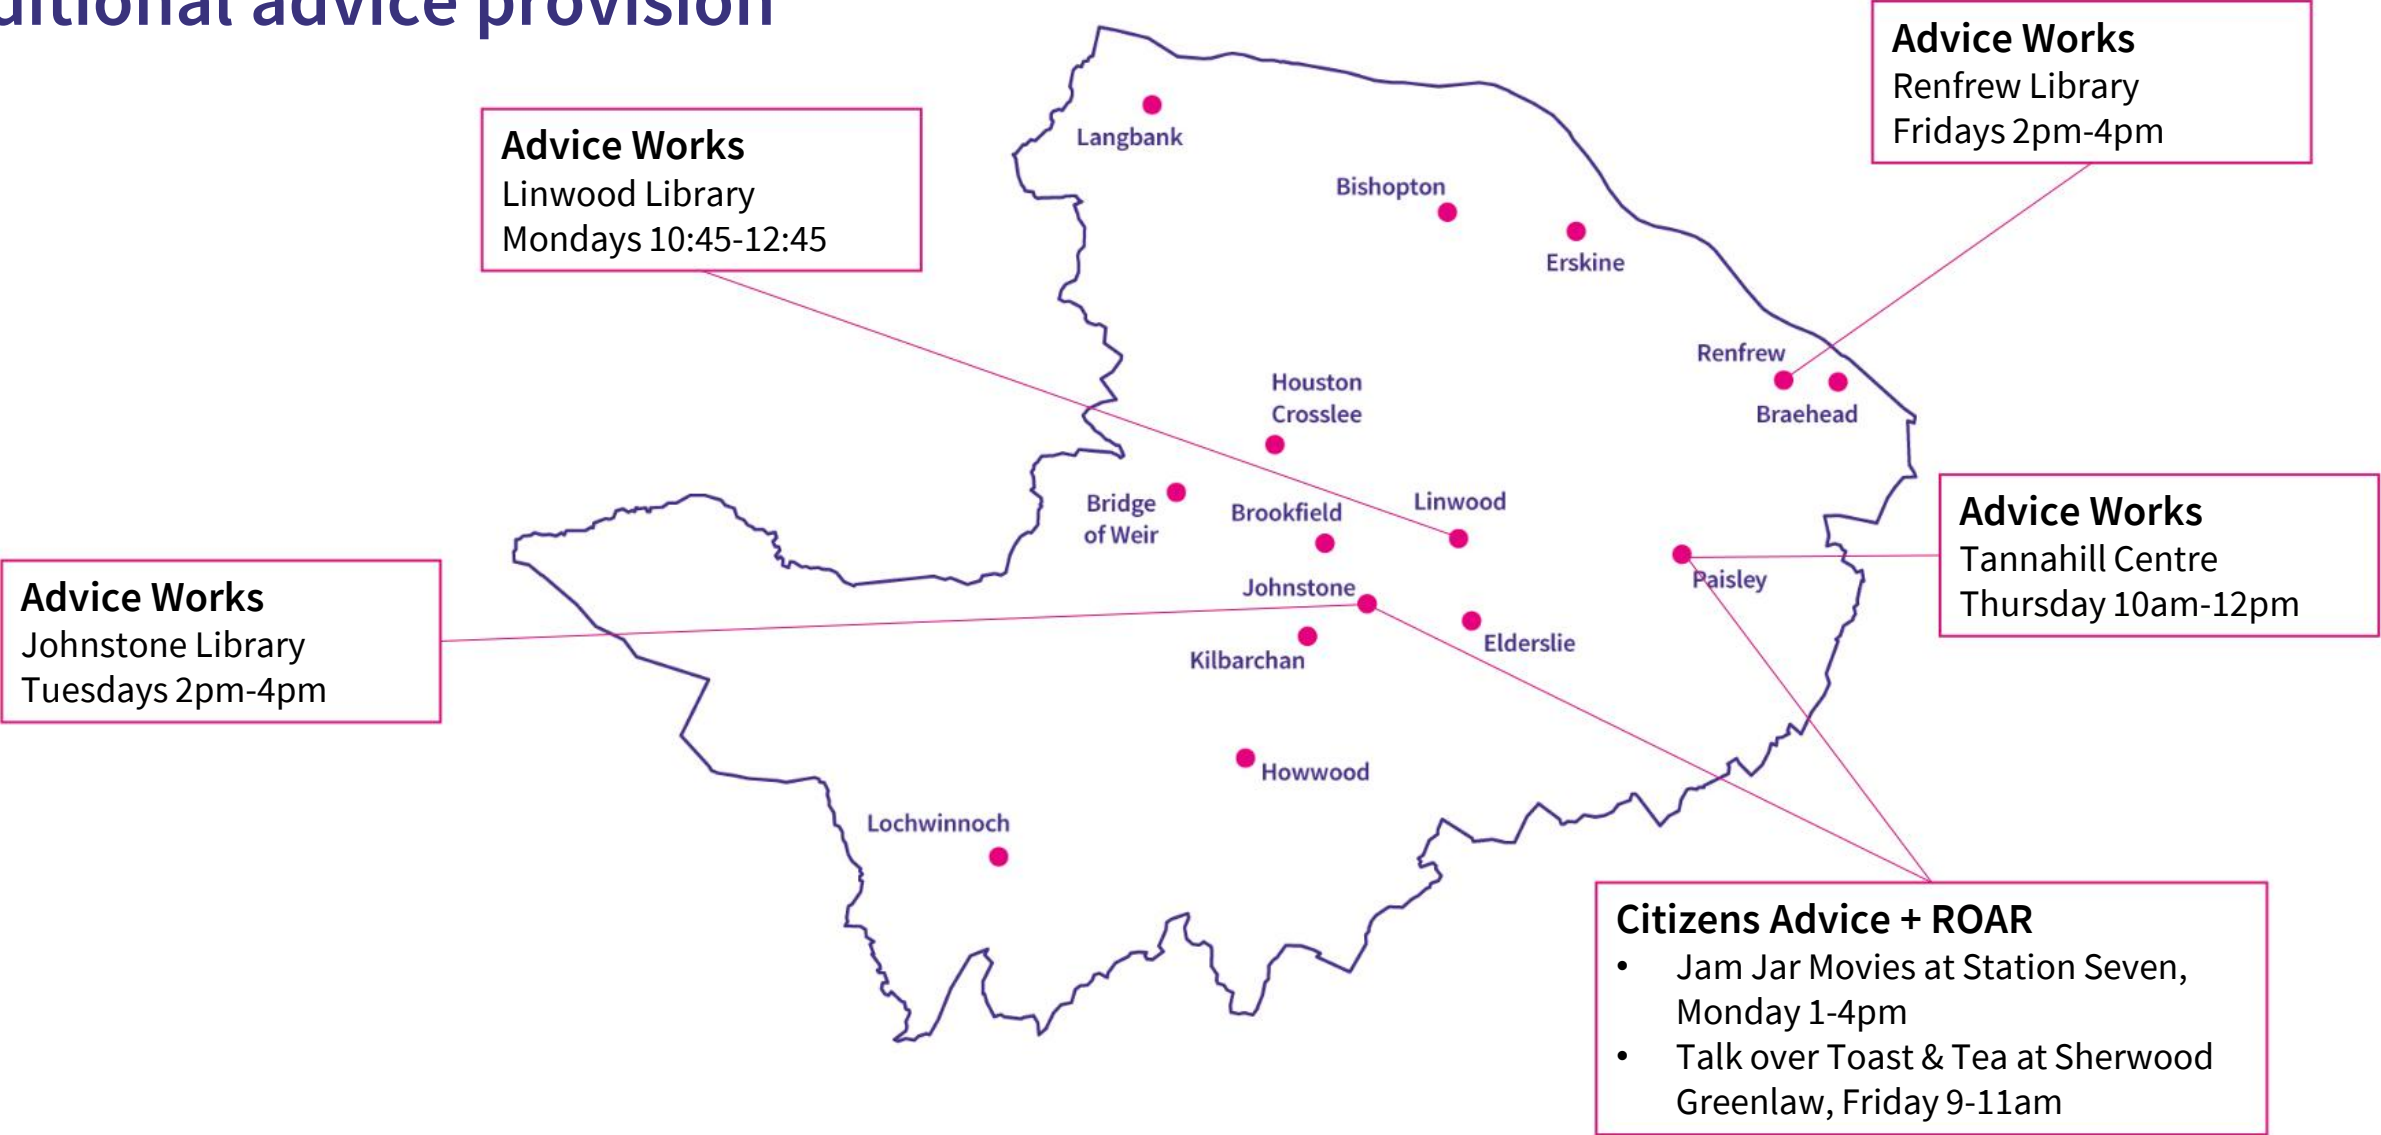 advice provision
Advice Works
Renfrew Library
Fridays 2pm-4pm
Advice Works
Linwood Library
Mondays 10:45-12:45
Langbank
Bishopton
Erskine
Renfrew
Braehead
Houston
Crosslee
Bridge
of Weir
Brookfield
Linwood
Advice Works
Tannahill Centre
Thursday 10am-12pm
Paisley
Advice Works
Johnstone Library
Tuesdays 2pm-4pm
Johnstone
Elderslie
Kilbarchan
Howwood
Lochwinnoch
Citizens Advice + ROAR
• Jam Jar Movies at Station Seven,
Monday 1-4pm
• Talk over Toast & Tea at Sherwood
Greenlaw, Friday 9-11am